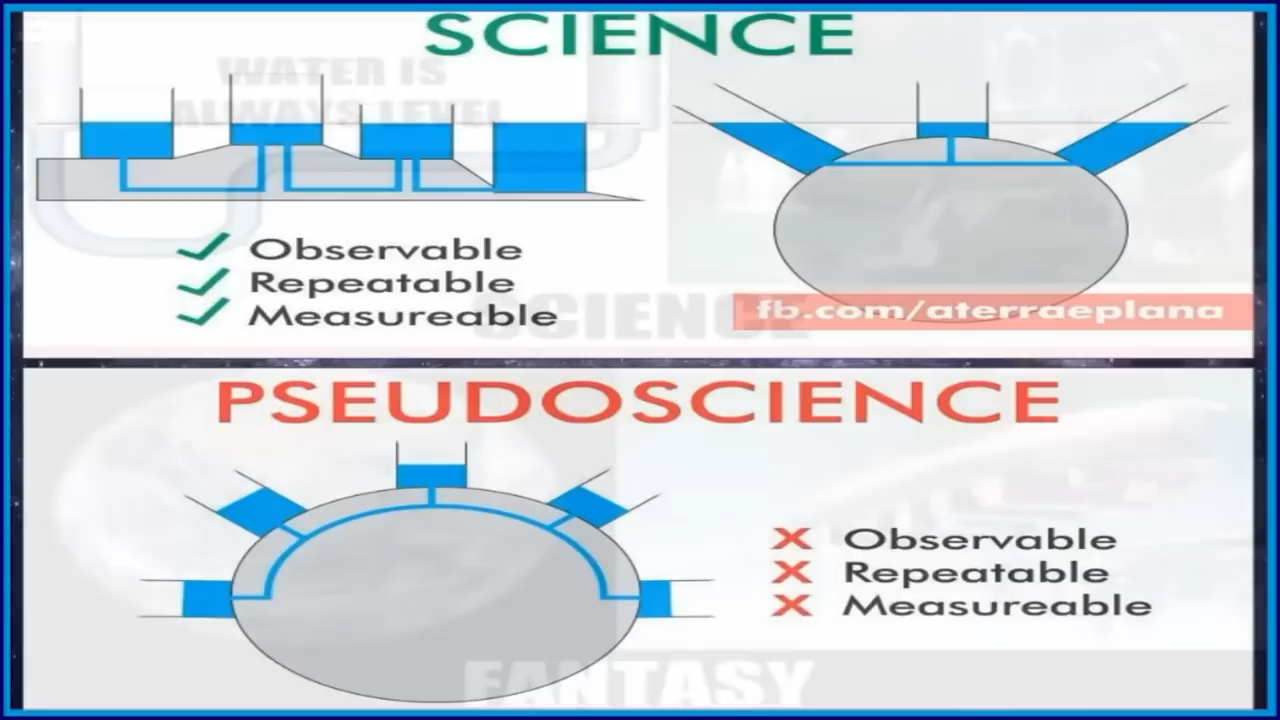 SCIENCE
WATER IS
ALWAYS LEVEL
Observable
Repeatable
Measureable
SCIENCE
fb.com/aterraeplana
PSEUDOSCIENCE
Observable
Repeatable
Measureable
FANTASY